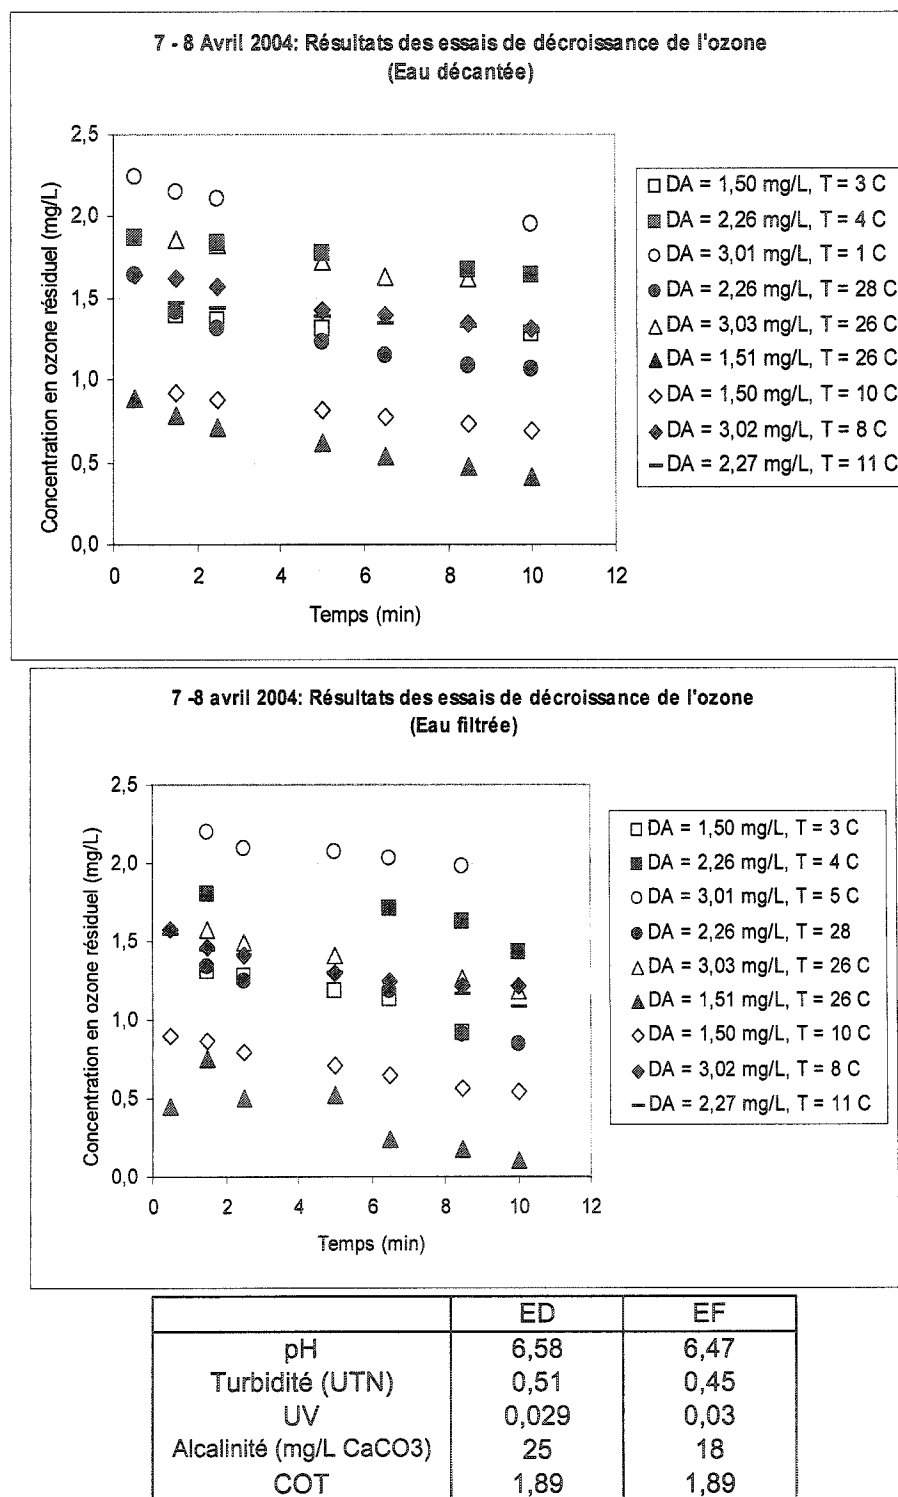 7 - 8 Avril 2004: Résultats des essais de décroissance de l'ozone
(Eau décantée)
Concentration en ozone résiduel (mg/L)
2,5
2,0
1,5
1,0
0,5
0,0
0 2 4 6 8 10 12
Temps (min)
DA = 1,50 mg/L, T = 3 C
DA = 2,26 mg/L, T = 4 C
DA = 3,01 mg/L, T = 1 C
DA = 2,26 mg/L, T = 28 C
DA = 3,03 mg/L, T = 26 C
DA = 1,51 mg/L, T = 26 C
DA = 1,50 mg/L, T = 10 C
DA = 3,02 mg/L, T = 8 C
DA = 2,27 mg/L, T = 11 C
7 -8 avril 2004: Résultats des essais de décroissance de l'ozone
(Eau filtrée)
Concentration en ozone résiduel (mg/L)
2,5
2,0
1,5
1,0
0,5
0,0
0 2 4 6 8 10 12
Temps (min)
DA = 1,50 mg/L, T = 3 C
DA = 2,26 mg/L, T = 4 C
DA = 3,01 mg/L, T = 5 C
DA = 2,26 mg/L, T = 28
DA = 3,03 mg/L, T = 26 C
DA = 1,51 mg/L, T = 26 C
DA = 1,50 mg/L, T = 10 C
DA = 3,02 mg/L, T = 8 C
DA = 2,27 mg/L, T = 11 C
ED EF
pH 6,58 6,47
Turbidité (UTN) 0,51 0,45
UV 0,029 0,03
Alcalinité (mg/L CaCO3) 25 18
COT 1,89 1,89